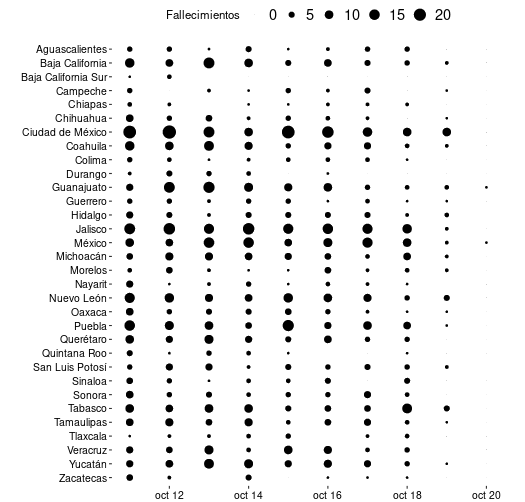 Fallecimientos 0 5 10 15 20
Aguascalientes
Baja California
Baja California Sur
Campeche
Chiapas
Chihuahua
Ciudad de México
Coahuila
Colima
Durango
Guanajuato
Guerrero
Hidalgo
Jalisco
México
Michoacán
Morelos
Nayarit
Nuevo León
Oaxaca
Puebla
Querétaro
Quintana Roo
San Luis Potosí
Sinaloa
Sonora
Tabasco
Tamaulipas
Tlaxcala
Veracruz
Yucatán
Zacatecas
oct 12 oct 14 oct 16 oct 18 oct 20